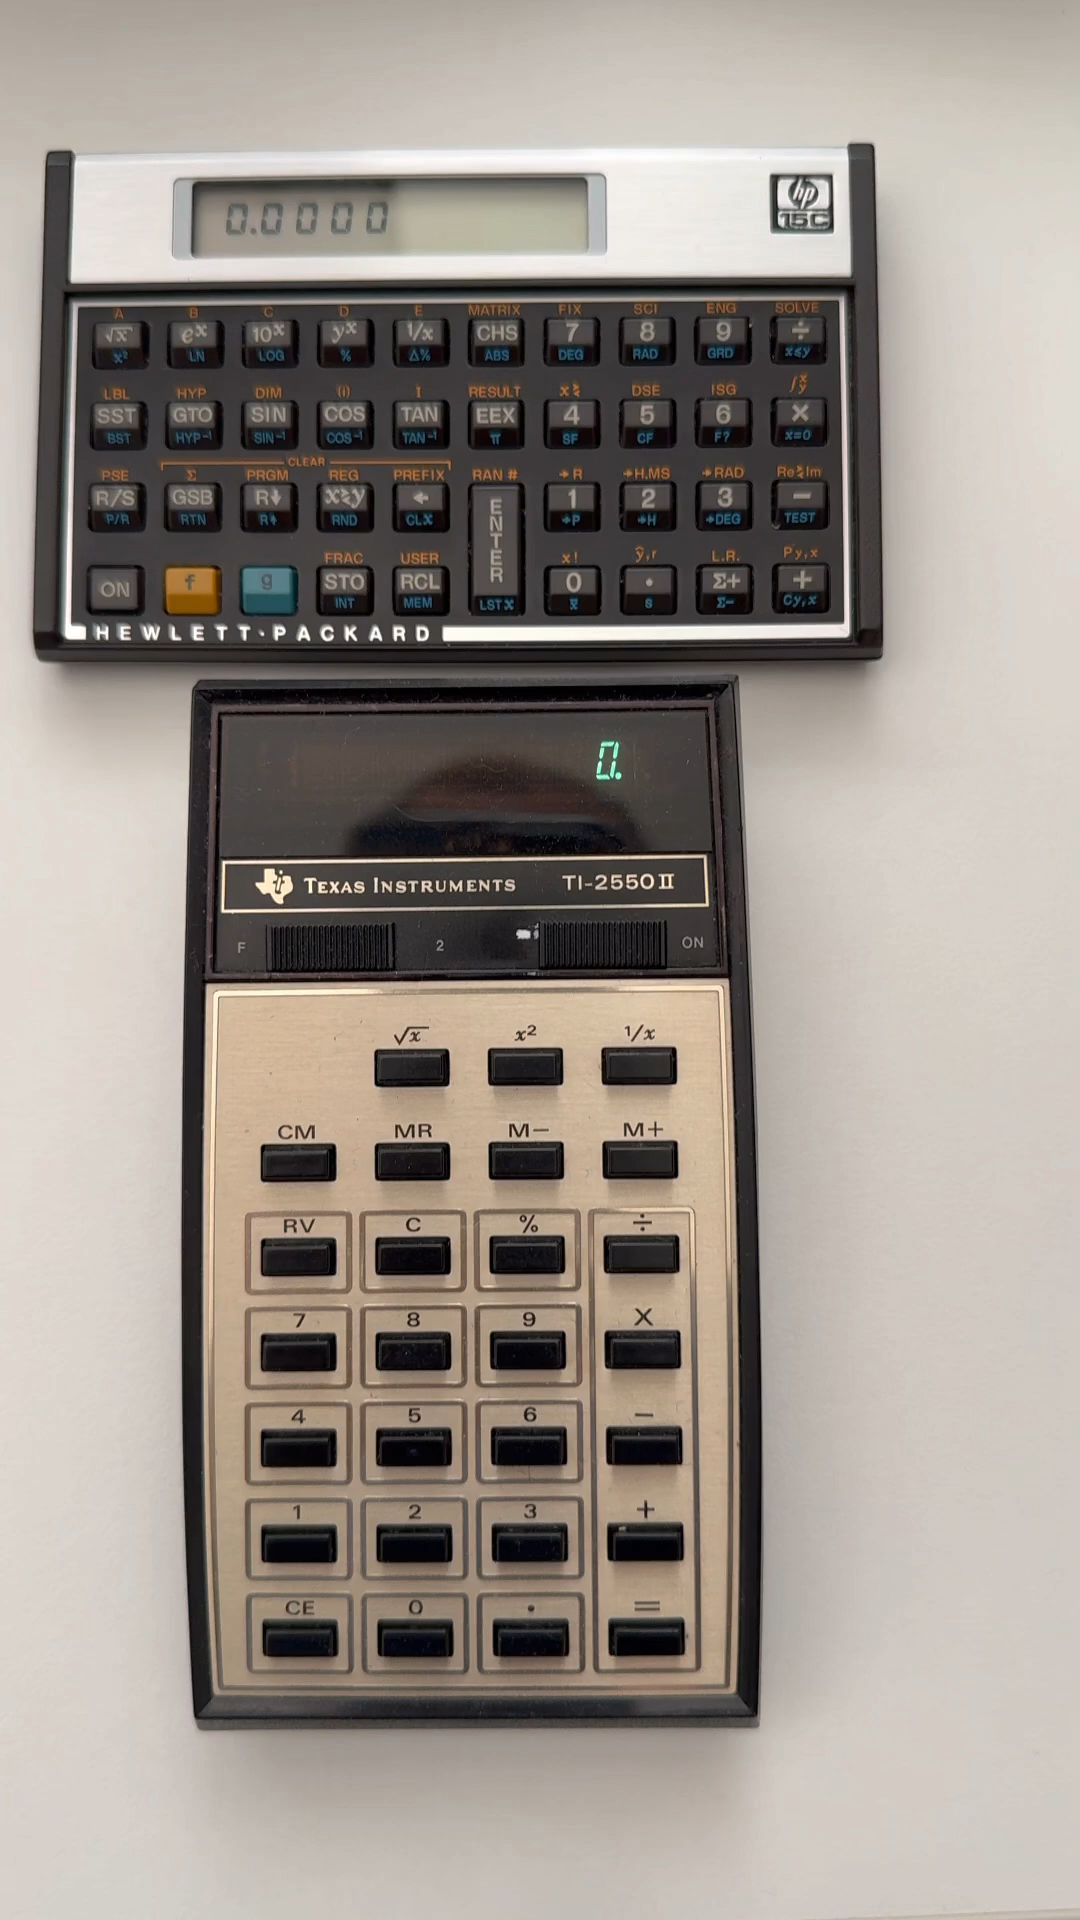 0.0000
hp
15C
A B C D E MATRIX FIX SCI ENG SOLVE
√x eˣ 10ˣ yˣ 1/x CHS 7 8 9 ÷
x² LN LOG % Δ% ABS DEG RAD GRD x≤y
LBL HYP DIM (i) I RESULT x≷ DSE ISG ∫xy
SST GTO SIN COS TAN EEX 4 5 6 ×
BST HYP⁻¹ SIN⁻¹ COS⁻¹ TAN⁻¹ π SF CF F? x=0
CLEAR
PSE Σ PRGM REG PREFIX RAN # →R →H.MS →RAD Re≷Im
R/S GSB R↓ x≷y ← ENTER 1 2 3 −
P/R RTN R↑ RND CLx →P →H →DEG TEST
FRAC USER x! ŷ,r L.R. Py,x
ON f g STO RCL 0 · Σ+ +
INT MEM LSTx x̄ s Σ− Cy,x
HEWLETT·PACKARD
0.
TEXAS INSTRUMENTS TI-2550 II
F 2 ON
√x x² 1/x
CM MR M− M+
RV C % ÷
7 8 9 X
4 5 6 −
1 2 3 +
CE 0 · =